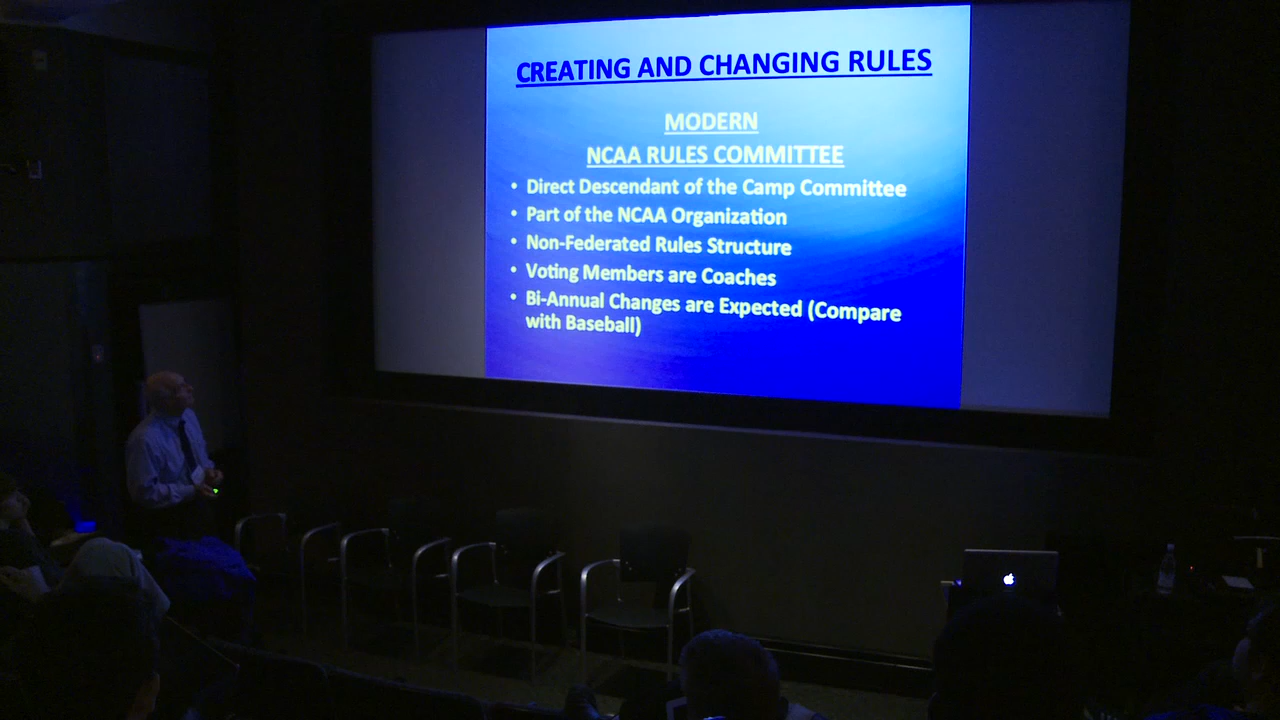 CREATING AND CHANGING RULES
MODERN
NCAA RULES COMMITTEE
• Direct Descendant of the Camp Committee
• Part of the NCAA Organization
• Non-Federated Rules Structure
• Voting Members are Coaches
• Bi-Annual Changes are Expected (Compare
with Baseball)